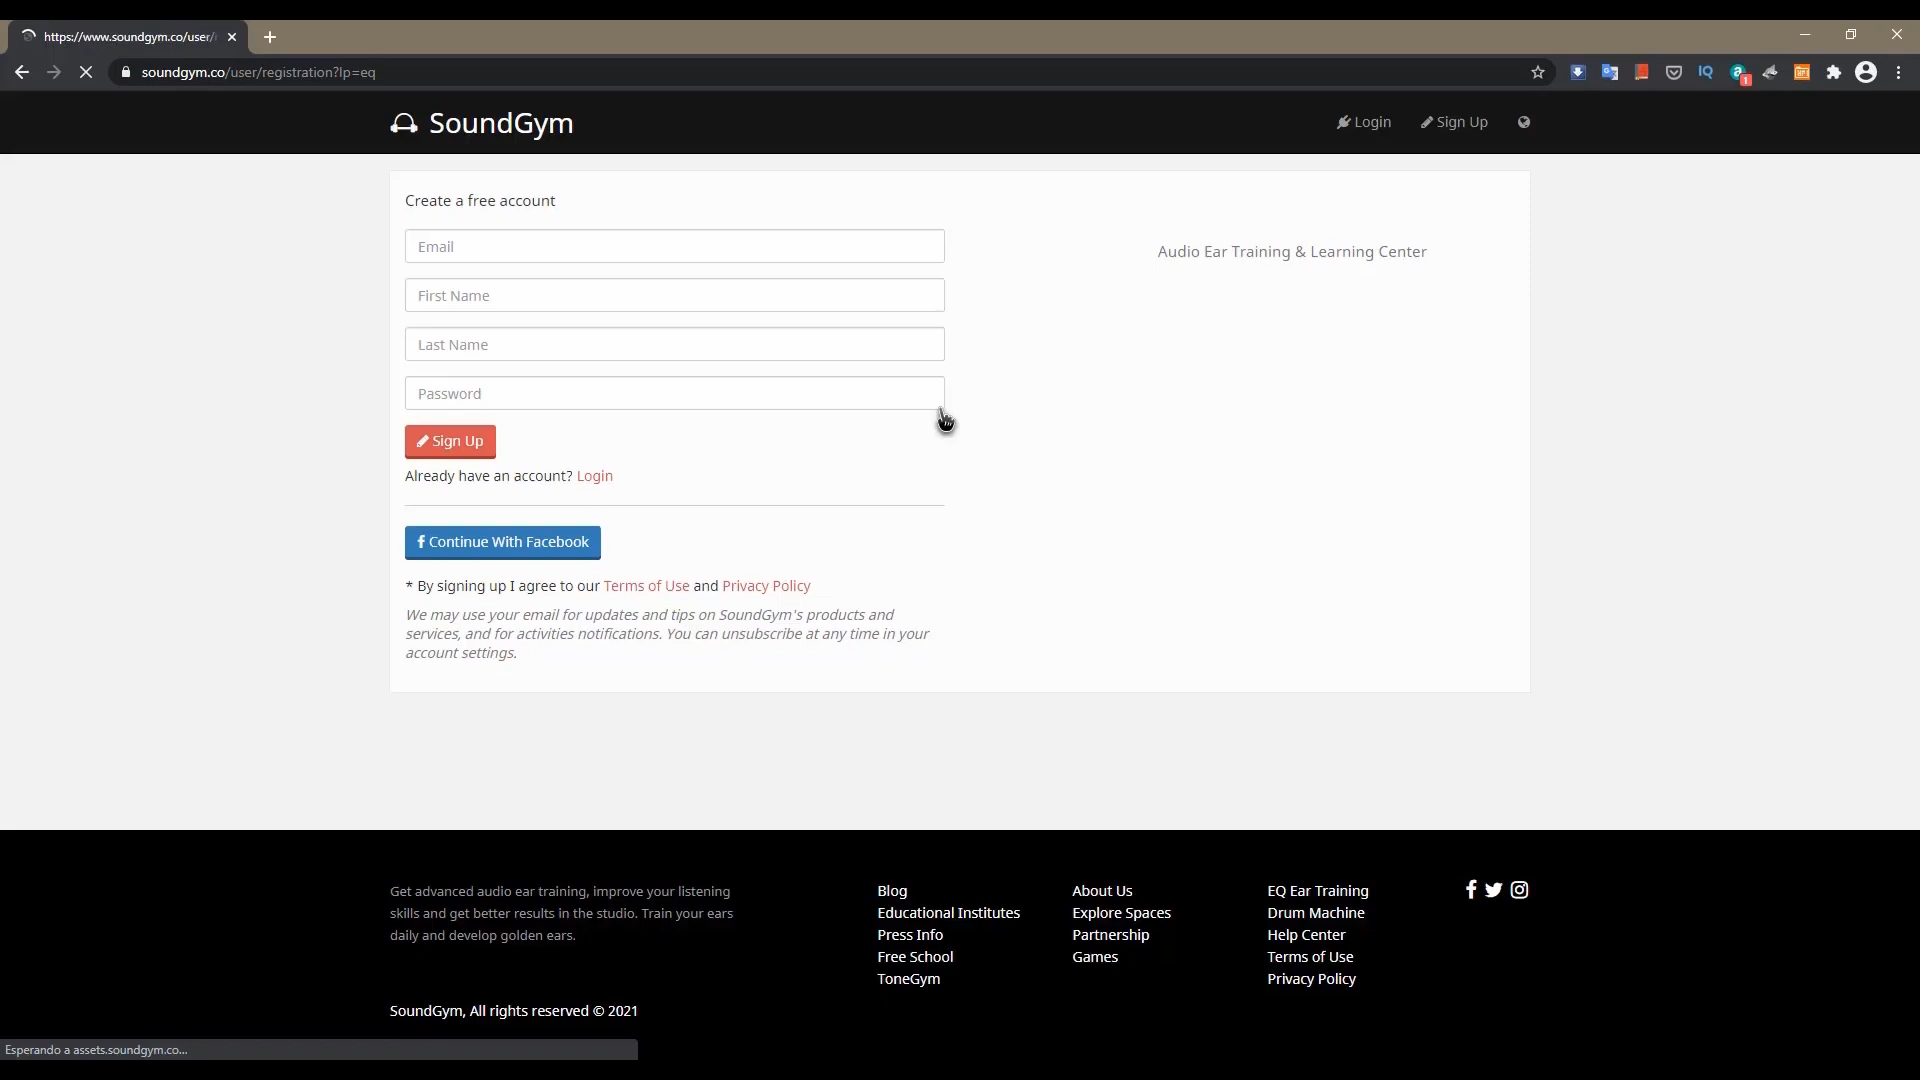 https://www.soundgym.co/user/
soundgym.co/user/registration?lp=eq
IQ
1
SoundGym
Login
Sign Up
Create a free account
Email
Audio Ear Training & Learning Center
First Name
Last Name
Password
Sign Up
Already have an account? Login
Continue With Facebook
* By signing up I agree to our Terms of Use and Privacy Policy
We may use your email for updates and tips on SoundGym's products and
services, and for activities notifications. You can unsubscribe at any time in your
account settings.
Get advanced audio ear training, improve your listening
skills and get better results in the studio. Train your ears
daily and develop golden ears.
SoundGym, All rights reserved © 2021
Blog
Educational Institutes
Press Info
Free School
ToneGym
About Us
Explore Spaces
Partnership
Games
EQ Ear Training
Drum Machine
Help Center
Terms of Use
Privacy Policy
Esperando a assets.soundgym.co...